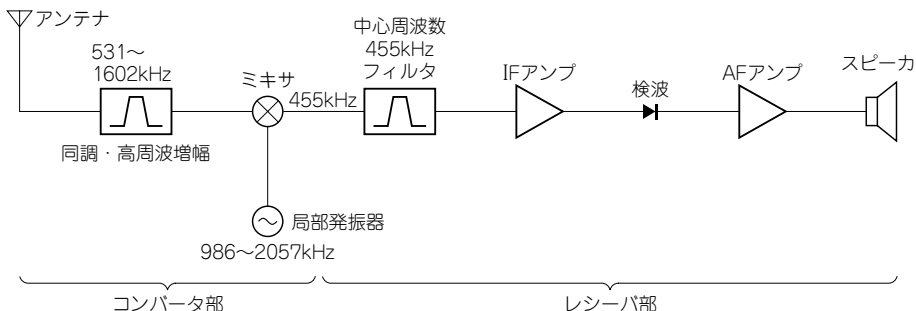 アンテナ
531〜
1602kHz
同調・高周波増幅
ミキサ
455kHz
局部発振器
986〜2057kHz
中心周波数
455kHz
フィルタ
IFアンプ
検波
AFアンプ
スピーカ
コンバータ部
レシーバ部